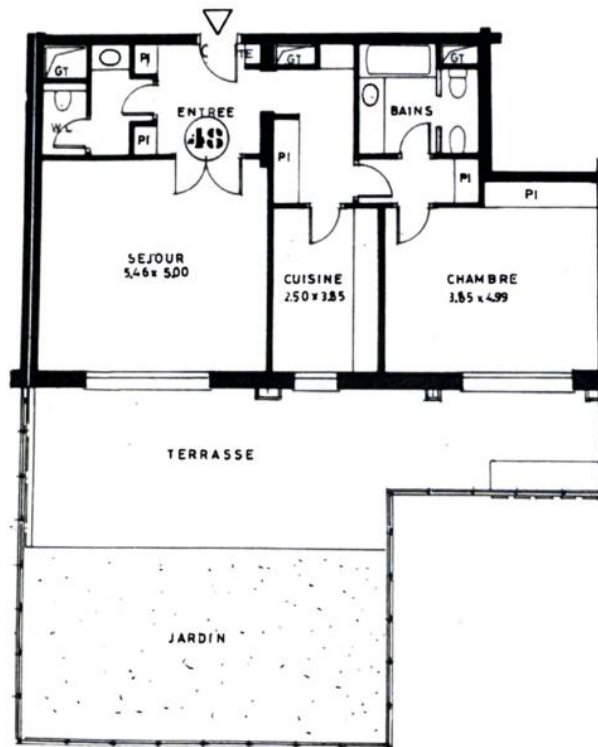 C
TE
GT
PI
GT
GT
ENTREE
BAINS
W.C
48
PI
PI
PI
PI
SEJOUR
5,46 x 5,00
CUISINE
2.50 x 3.85
CHAMBRE
3.85 x 4.99
TERRASSE
JARDIN